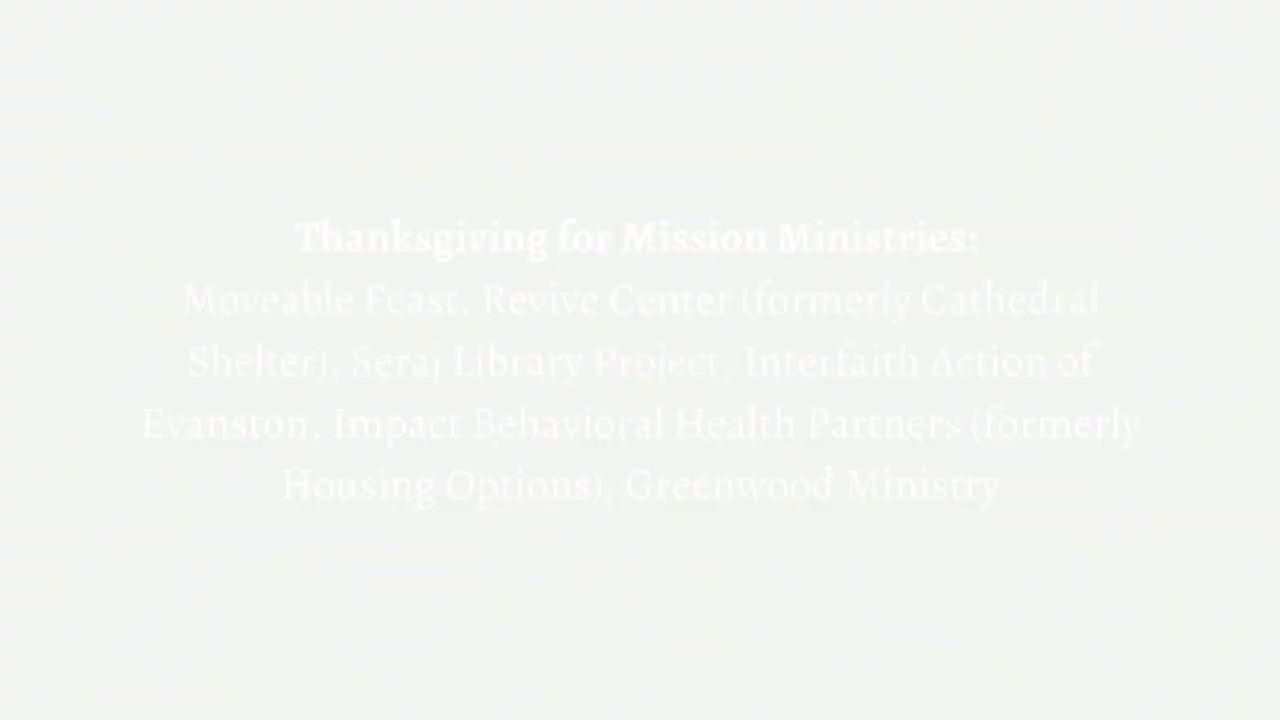 Thanksgiving for Mission Ministries:
Moveable Feast, Revive Center (formerly Cathedral
Shelter), Seraj Library Project, Interfaith Action of
Evanston, Impact Behavioral Health Partners (formerly
Housing Options), Greenwood Ministry